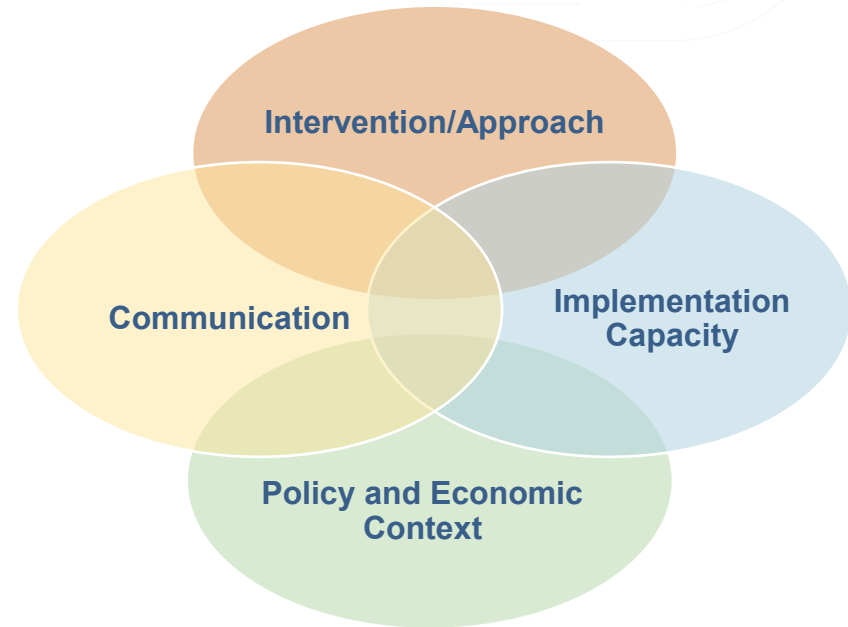 Intervention/Approach
Communication
Implementation
Capacity
Policy and Economic
Context